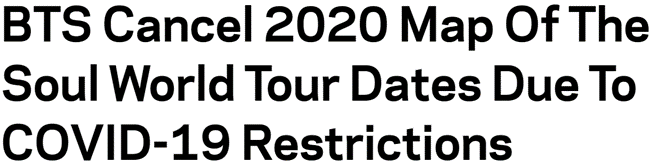 BTS Cancel 2020 Map Of The
Soul World Tour Dates Due To
COVID-19 Restrictions